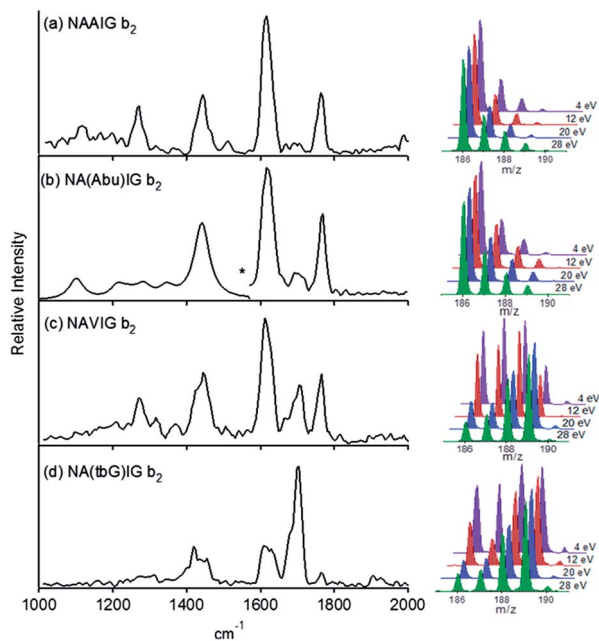 (a) NAAIG b2
4 eV
12 eV
20 eV
28 eV
186 188 190
m/z
(b) NA(Abu)IG b2
*
4 eV
12 eV
20 eV
28 eV
186 188 190
m/z
Relative Intensity
(c) NAVIG b2
4 eV
12 eV
20 eV
28 eV
186 188 190
m/z
(d) NA(tbG)IG b2
4 eV
12 eV
20 eV
28 eV
186 188 190
m/z
1000 1200 1400 1600 1800 2000
cm-1